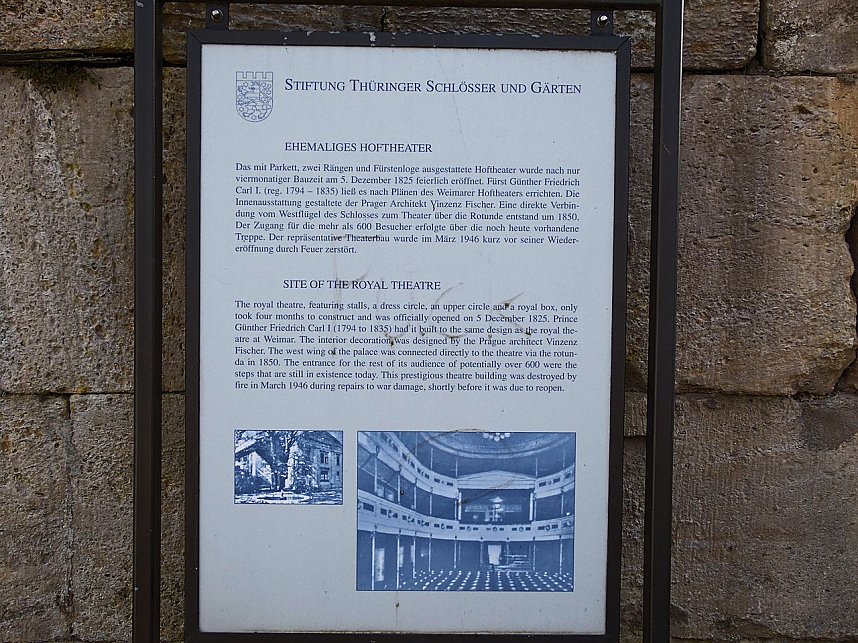 STIFTUNG THÜRINGER SCHLÖSSER UND GÄRTEN
EHEMALIGES HOFTHEATER
Das mit Parkett, zwei Rängen und Fürstenloge ausgestattete Hoftheater wurde nach nur
viermonatiger Bauzeit am 5. Dezember 1825 feierlich eröffnet. Fürst Günther Friedrich
Carl I. (reg. 1794 – 1835) ließ es nach Plänen des Weimarer Hoftheaters errichten. Die
Innenausstattung gestaltete der Prager Architekt Vinzenz Fischer. Eine direkte Verbin-
dung vom Westflügel des Schlosses zum Theater über die Rotunde entstand um 1850.
Der Zugang für die mehr als 600 Besucher erfolgte über die noch heute vorhandene
Treppe. Der repräsentative Theaterbau wurde im März 1946 kurz vor seiner Wieder-
eröffnung durch Feuer zerstört.
SITE OF THE ROYAL THEATRE
The royal theatre, featuring stalls, a dress circle, an upper circle and a royal box, only
took four months to construct and was officially opened on 5 December 1825. Prince
Günther Friedrich Carl I (1794 to 1835) had it built to the same design as the royal the-
atre at Weimar. The interior decoration was designed by the Prague architect Vinzenz
Fischer. The west wing of the palace was connected directly to the theatre via the rotun-
da in 1850. The entrance for the rest of its audience of potentially over 600 were the
steps that are still in existence today. This prestigious theatre building was destroyed by
fire in March 1946 during repairs to war damage, shortly before it was due to reopen.